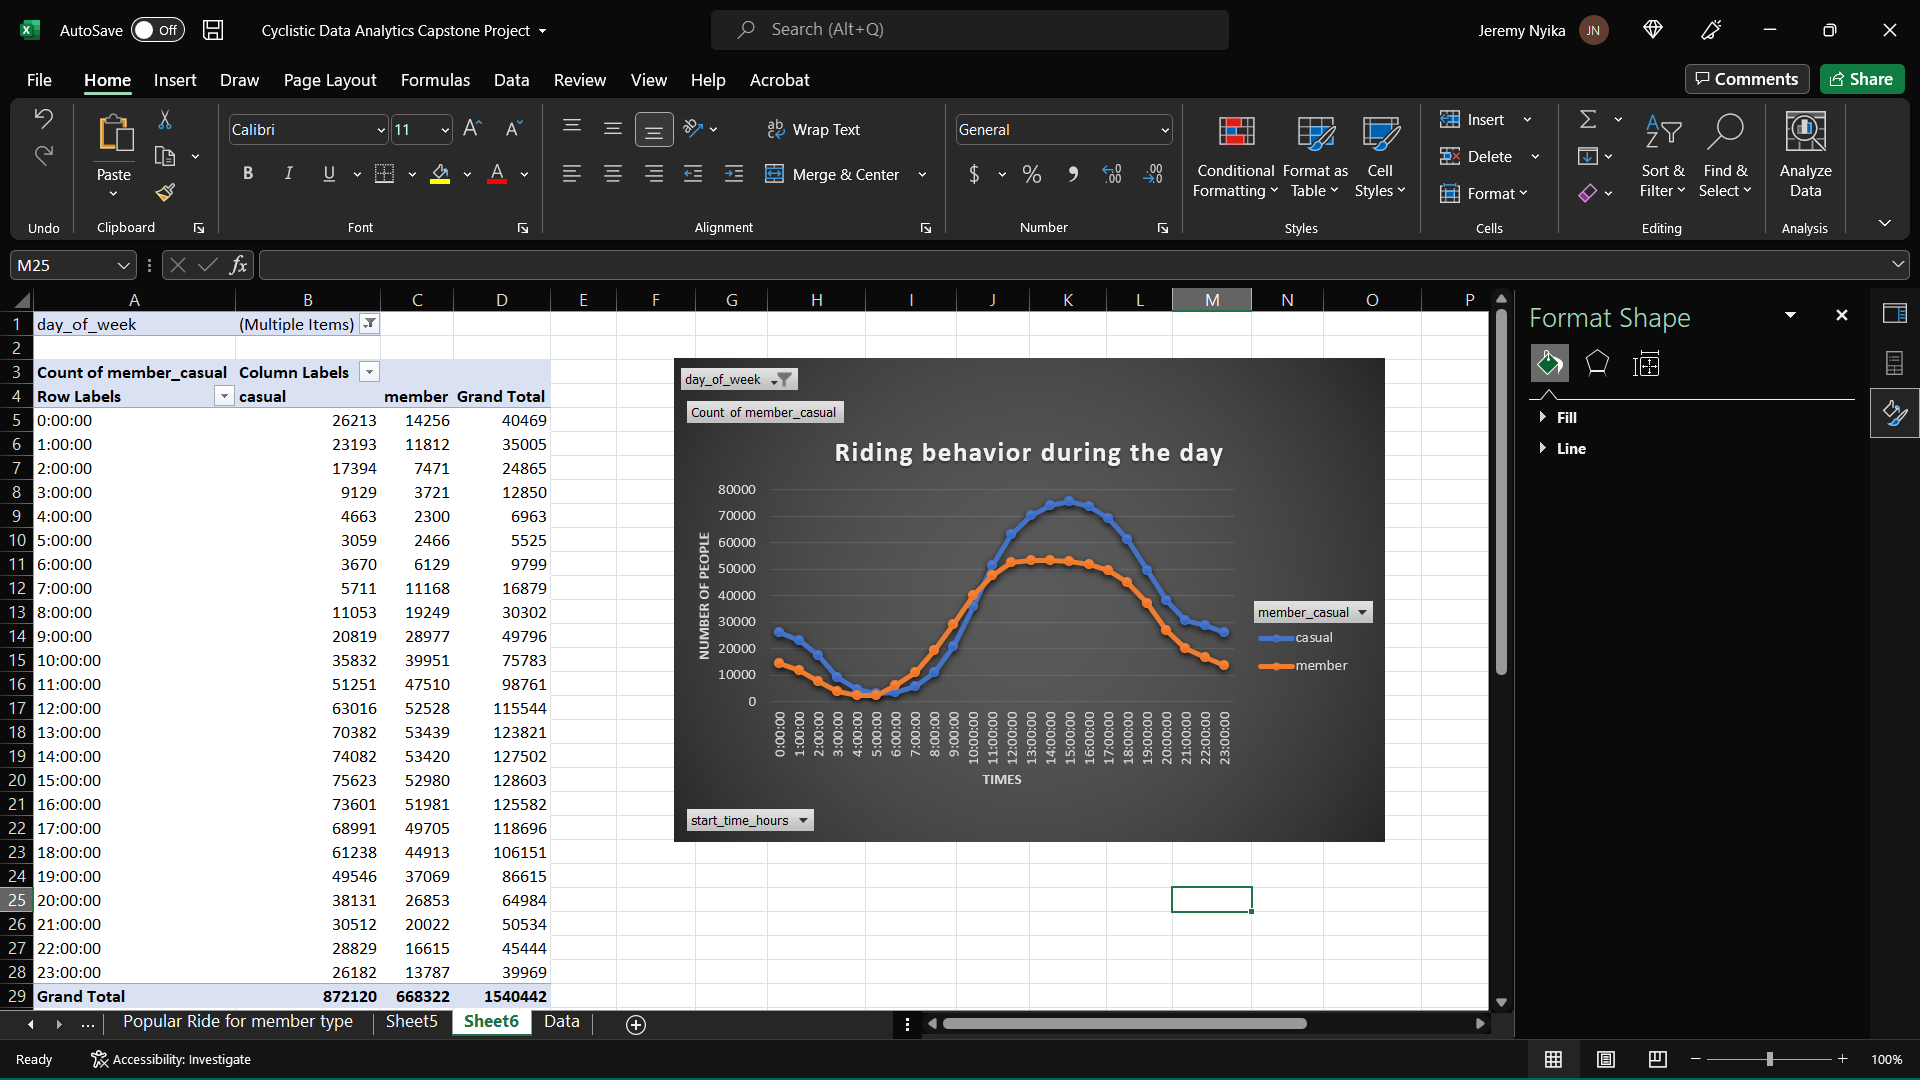 AutoSave Off Cyclistic Data Analytics Capstone Project Search (Alt+Q) Jeremy Nyika JN
File Home Insert Draw Page Layout Formulas Data Review View Help Acrobat Comments Share
Calibri 11 Wrap Text General Insert
Delete
Paste Merge & Center $ % Conditional Formatting Format as Table Cell Styles Format Sort & Filter Find & Select Analyze Data
B I U A
Undo Clipboard Font Alignment Number Styles Cells Editing Analysis
M25 fx
A B C D E F G H I J K L M N O P
1 day_of_week (Multiple Items)
2
3 Count of member_casual Column Labels
4 Row Labels casual member Grand Total
5 0:00:00 26213 14256 40469
6 1:00:00 23193 11812 35005
7 2:00:00 17394 7471 24865
8 3:00:00 9129 3721 12850
9 4:00:00 4663 2300 6963
10 5:00:00 3059 2466 5525
11 6:00:00 3670 6129 9799
12 7:00:00 5711 11168 16879
13 8:00:00 11053 19249 30302
14 9:00:00 20819 28977 49796
15 10:00:00 35832 39951 75783
16 11:00:00 51251 47510 98761
17 12:00:00 63016 52528 115544
18 13:00:00 70382 53439 123821
19 14:00:00 74082 53420 127502
20 15:00:00 75623 52980 128603
21 16:00:00 73601 51981 125582
22 17:00:00 68991 49705 118696
23 18:00:00 61238 44913 106151
24 19:00:00 49546 37069 86615
25 20:00:00 38131 26853 64984
26 21:00:00 30512 20022 50534
27 22:00:00 28829 16615 45444
28 23:00:00 26182 13787 39969
29 Grand Total 872120 668322 1540442
day_of_week
Count of member_casual
Riding behavior during the day
NUMBER OF PEOPLE
80000
70000
60000
50000
40000
30000
20000
10000
0
0:00:00 1:00:00 2:00:00 3:00:00 4:00:00 5:00:00 6:00:00 7:00:00 8:00:00 9:00:00 10:00:00 11:00:00 12:00:00 13:00:00 14:00:00 15:00:00 16:00:00 17:00:00 18:00:00 19:00:00 20:00:00 21:00:00 22:00:00 23:00:00
TIMES
member_casual
casual
member
start_time_hours
Format Shape
Fill
Line
... Popular Ride for member type Sheet5 Sheet6 Data
Ready Accessibility: Investigate 100%